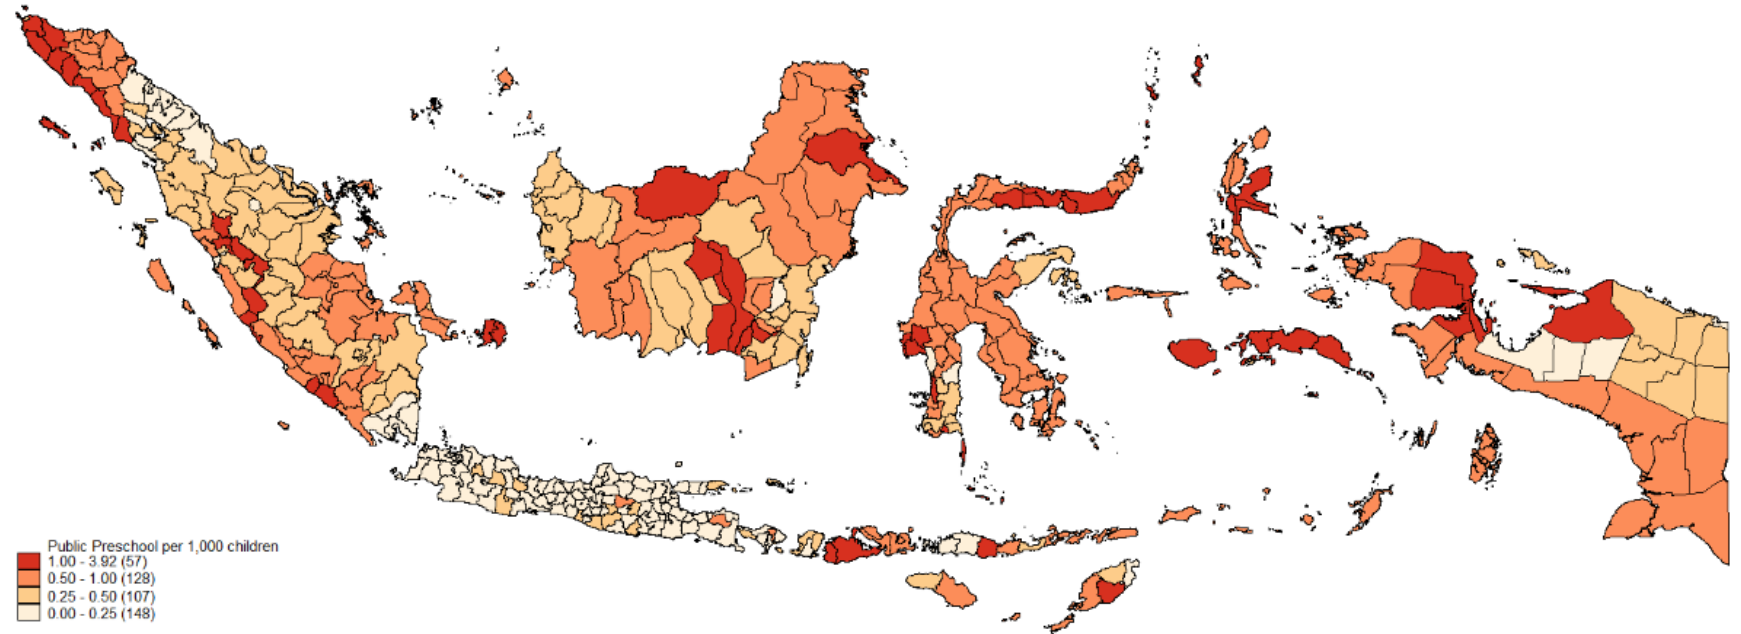 Public Preschool per 1,000 children
1.00 - 3.92 (57)
0.50 - 1.00 (128)
0.25 - 0.50 (107)
0.00 - 0.25 (148)